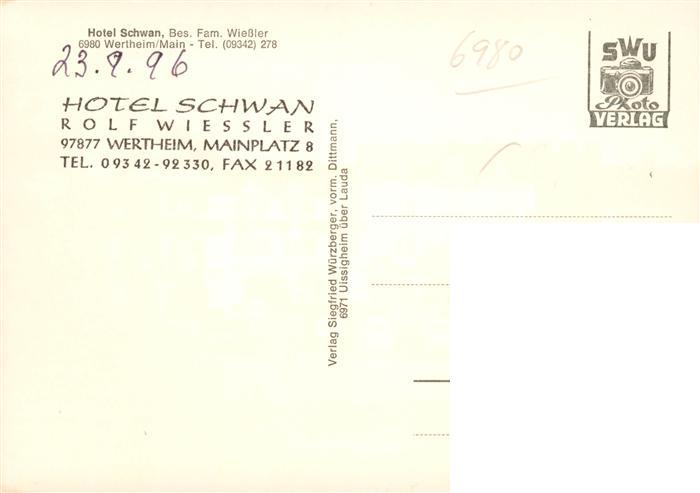 Hotel Schwan, Bes. Fam. Wießler
6980 Wertheim/Main - Tel. (09342) 278
23.9.96
HOTEL SCHWAN
ROLF WIESSLER
97877 WERTHEIM, MAINPLATZ 8
TEL. 09342-92330, FAX 21182
6980
SWU
Photo
VERLAG
Verlag Siegfried Würzberger, vorm. Dittmann,
6971 Uissigheim über Lauda